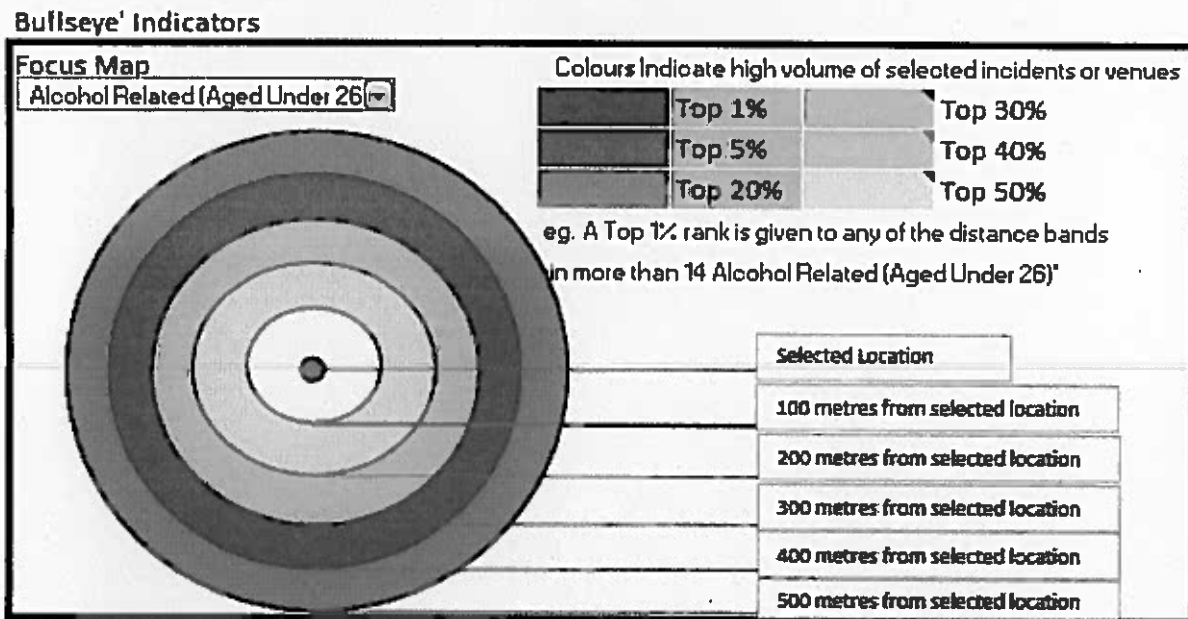 Bullseye' Indicators
Focus Map
Alcohol Related (Aged Under 26
Colours Indicate high volume of selected incidents or venues
Top 1%
Top 30%
Top 5%
Top 40%
Top 20%
Top 50%
eg. A Top 1% rank is given to any of the distance bands
in more than 14 Alcohol Related (Aged Under 26)"
Selected Location
100 metres from selected location
200 metres from selected location
300 metres from selected location
400 metres from selected location
500 metres from selected location